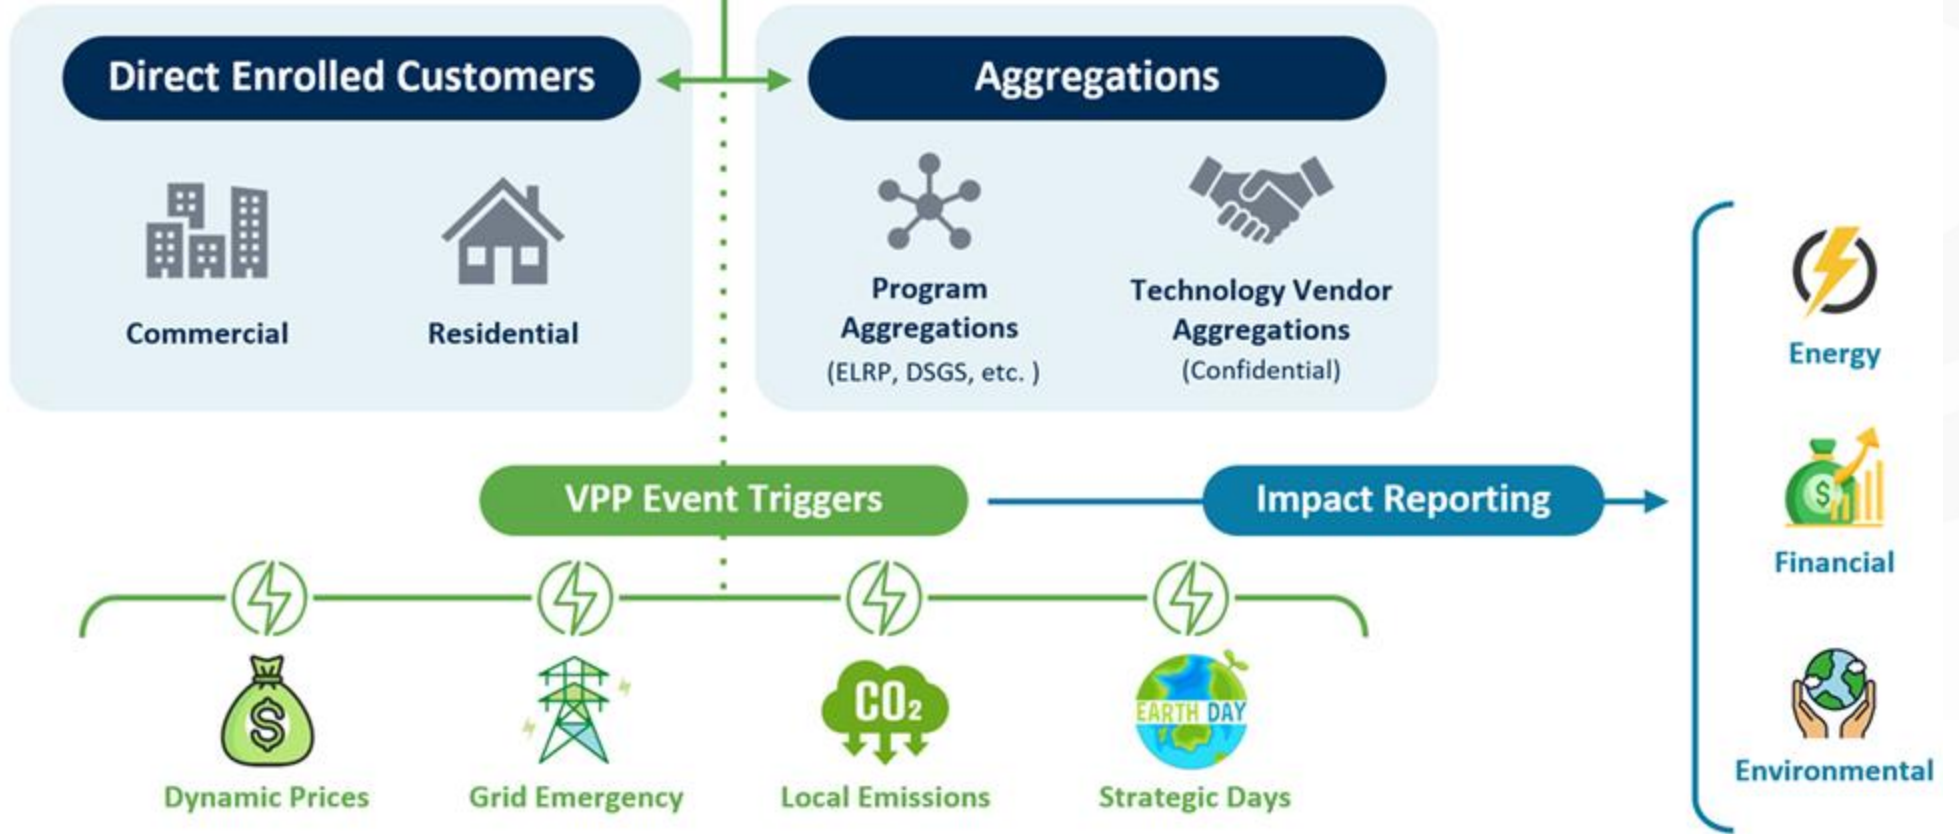 Direct Enrolled Customers
Aggregations
Commercial
Residential
Program
Aggregations
(ELRP, DSGS, etc. )
Technology Vendor
Aggregations
(Confidential)
VPP Event Triggers
Impact Reporting
Energy
$
Financial
Environmental
$
Dynamic Prices
Grid Emergency
CO₂
Local Emissions
EARTH DAY
Strategic Days